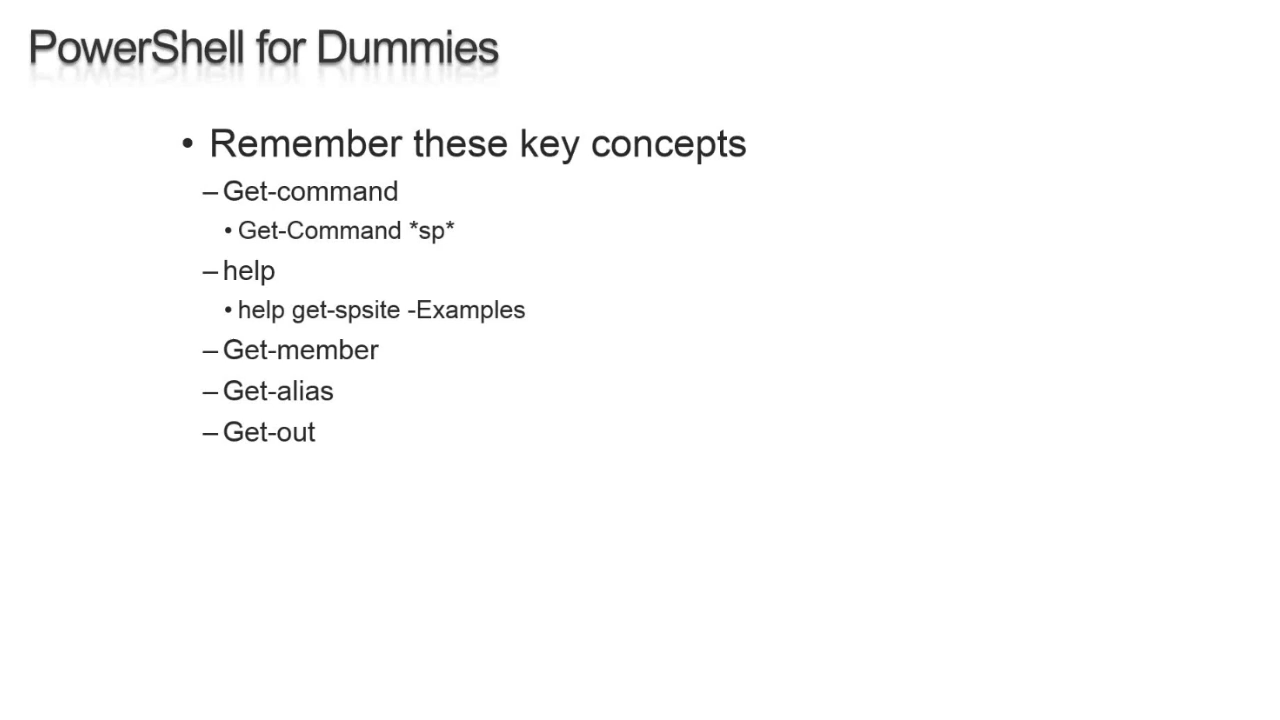 PowerShell for Dummies
• Remember these key concepts
– Get-command
• Get-Command *sp*
– help
• help get-spsite -Examples
– Get-member
– Get-alias
– Get-out